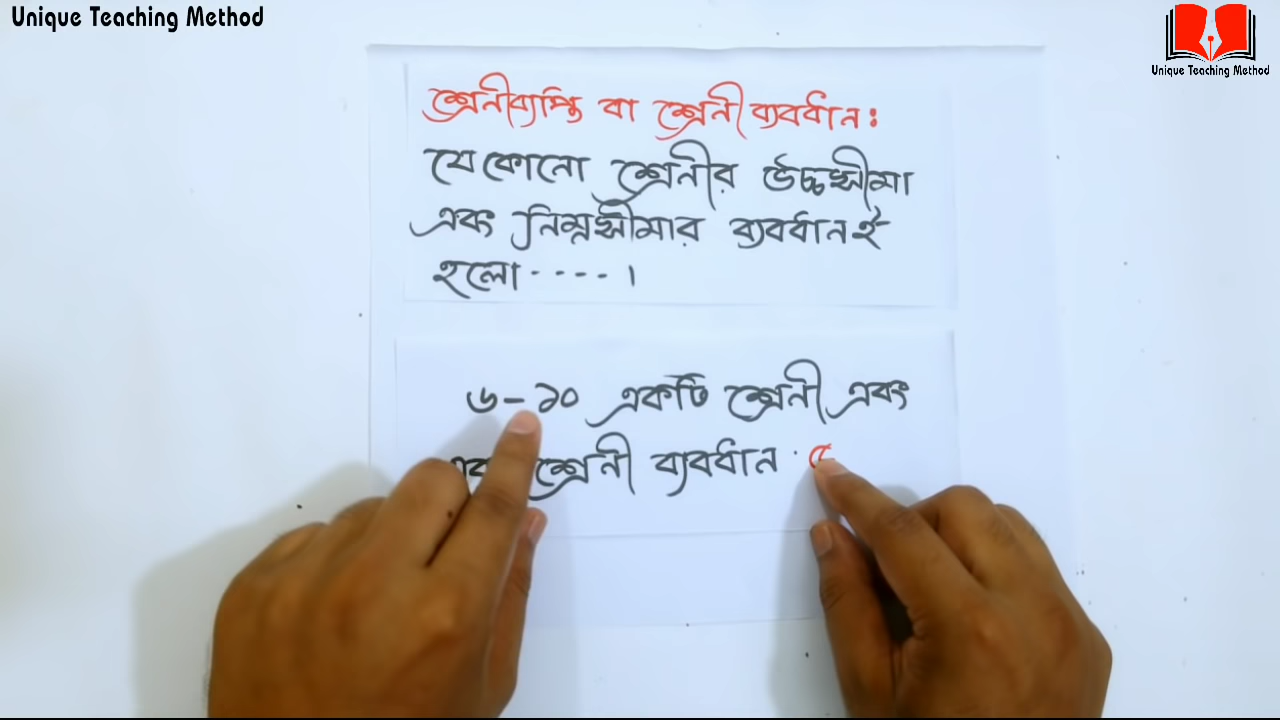 Unique Teaching Method
Unique Teaching Method
শ্রেনীব্যাপ্তি বা শ্রেনী ব্যবধান:
যেকোনো শ্রেনীর উচ্চসীমা
এবং নিম্নসীমার ব্যবধানই
হলো ---- ।
৬-১০ একটি শ্রেনী এবং
শ্রেনী ব্যবধান